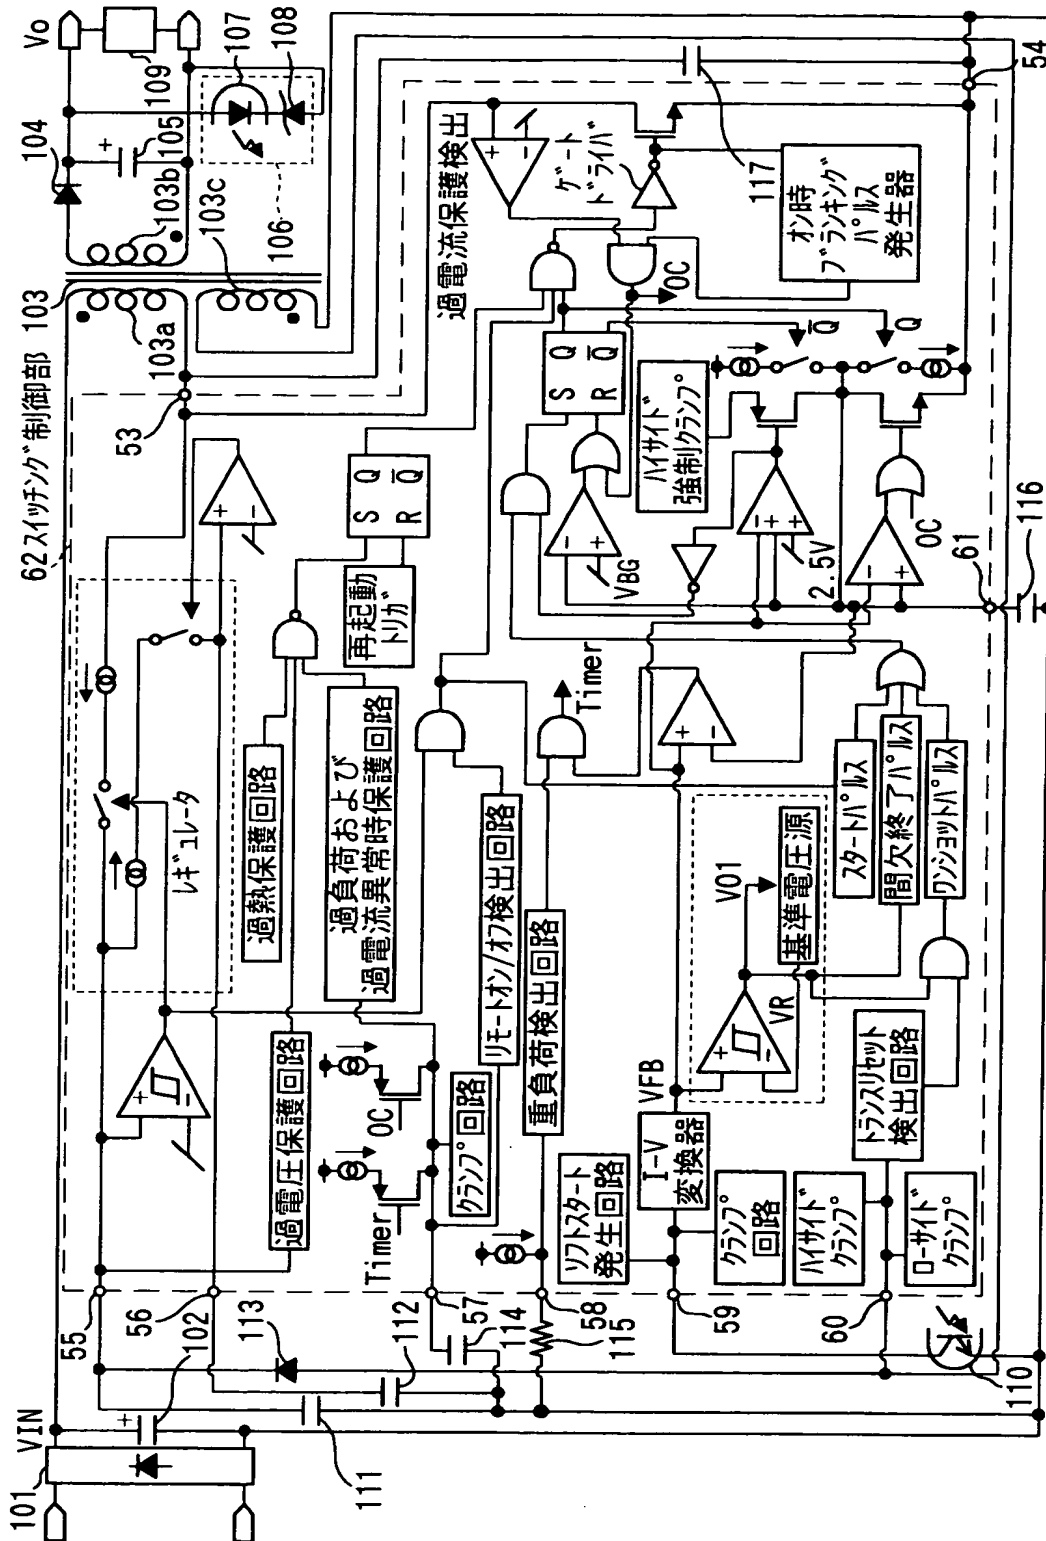 101
VIN
102
111
55
56
113
112
57
114
58
115
59
60
110
62スイッチング制御部
103
103a
103b
103c
104
105
Vo
109
107
108
106
53
54
レギュレータ
過電圧保護回路
過熱保護回路
過負荷および
過電流異常時保護回路
再起動
トリガ
S
Q
R
Q̅
Timer
OC
クランプ回路
リモートオン/オフ検出回路
重負荷検出回路
Timer
ソフトスタート
発生回路
I-V
変換器
VFB
クランプ
回路
ハイサイド
クランプ
ローサイド
クランプ
トランスリセット
検出回路
VO1
VR
基準電圧源
スタートパルス
間欠終了パルス
ワンショットパルス
過電流保護検出
ゲート
ドライバ
オン時
ブランキング
パルス
発生器
117
OC
S
Q
R
Q̅
ハイサイド
強制クランプ
VBG
2.5V
Q̅
Q
OC
61
116